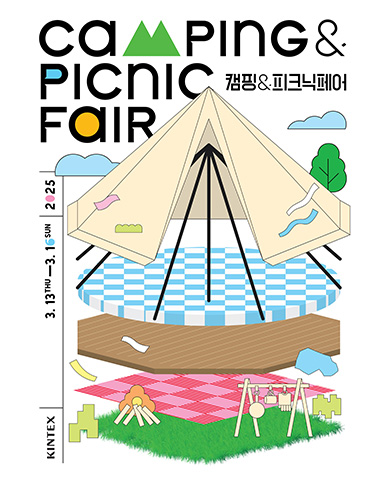 CAMPING &
PICNIC
FAIR
캠핑&피크닉페어
2025
3. 13THU — 3. 16SUN
KINTEX